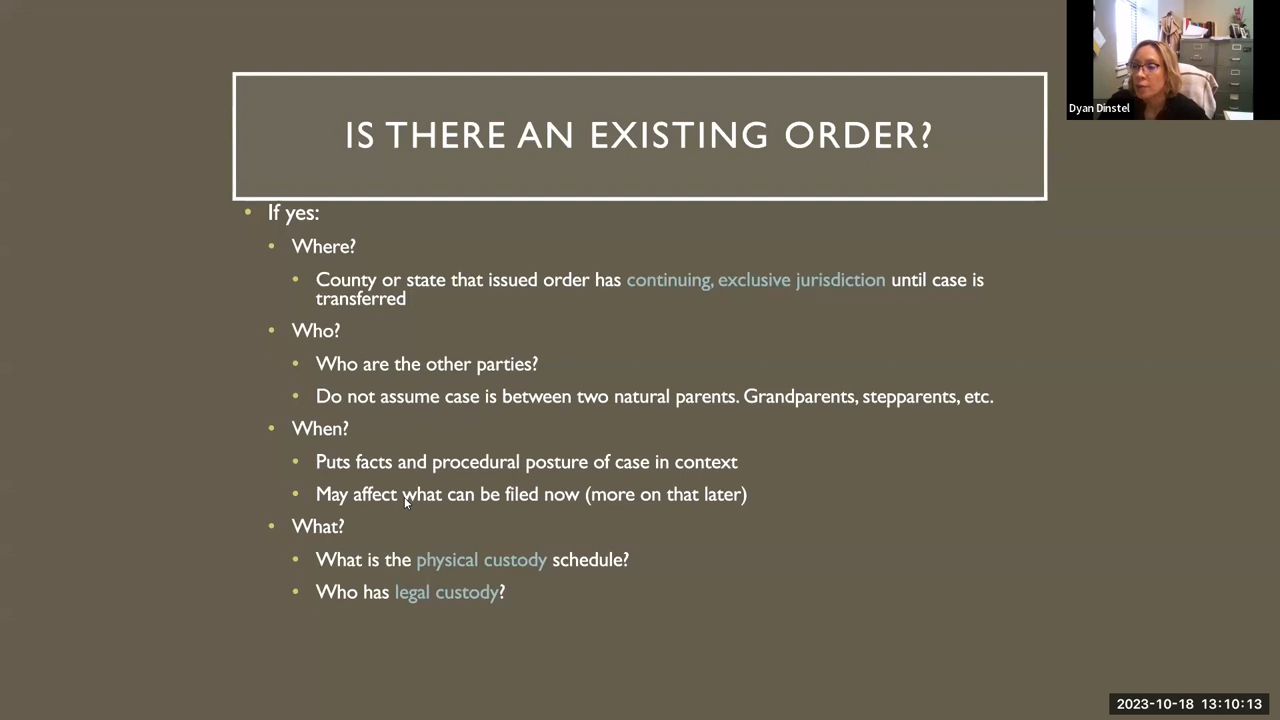 IS THERE AN EXISTING ORDER?
Dyan Dinstel
• If yes:
• Where?
• County or state that issued order has continuing, exclusive jurisdiction until case is
transferred
• Who?
• Who are the other parties?
• Do not assume case is between two natural parents. Grandparents, stepparents, etc.
• When?
• Puts facts and procedural posture of case in context
• May affect what can be filed now (more on that later)
• What?
• What is the physical custody schedule?
• Who has legal custody?
2023-10-18 13:10:13